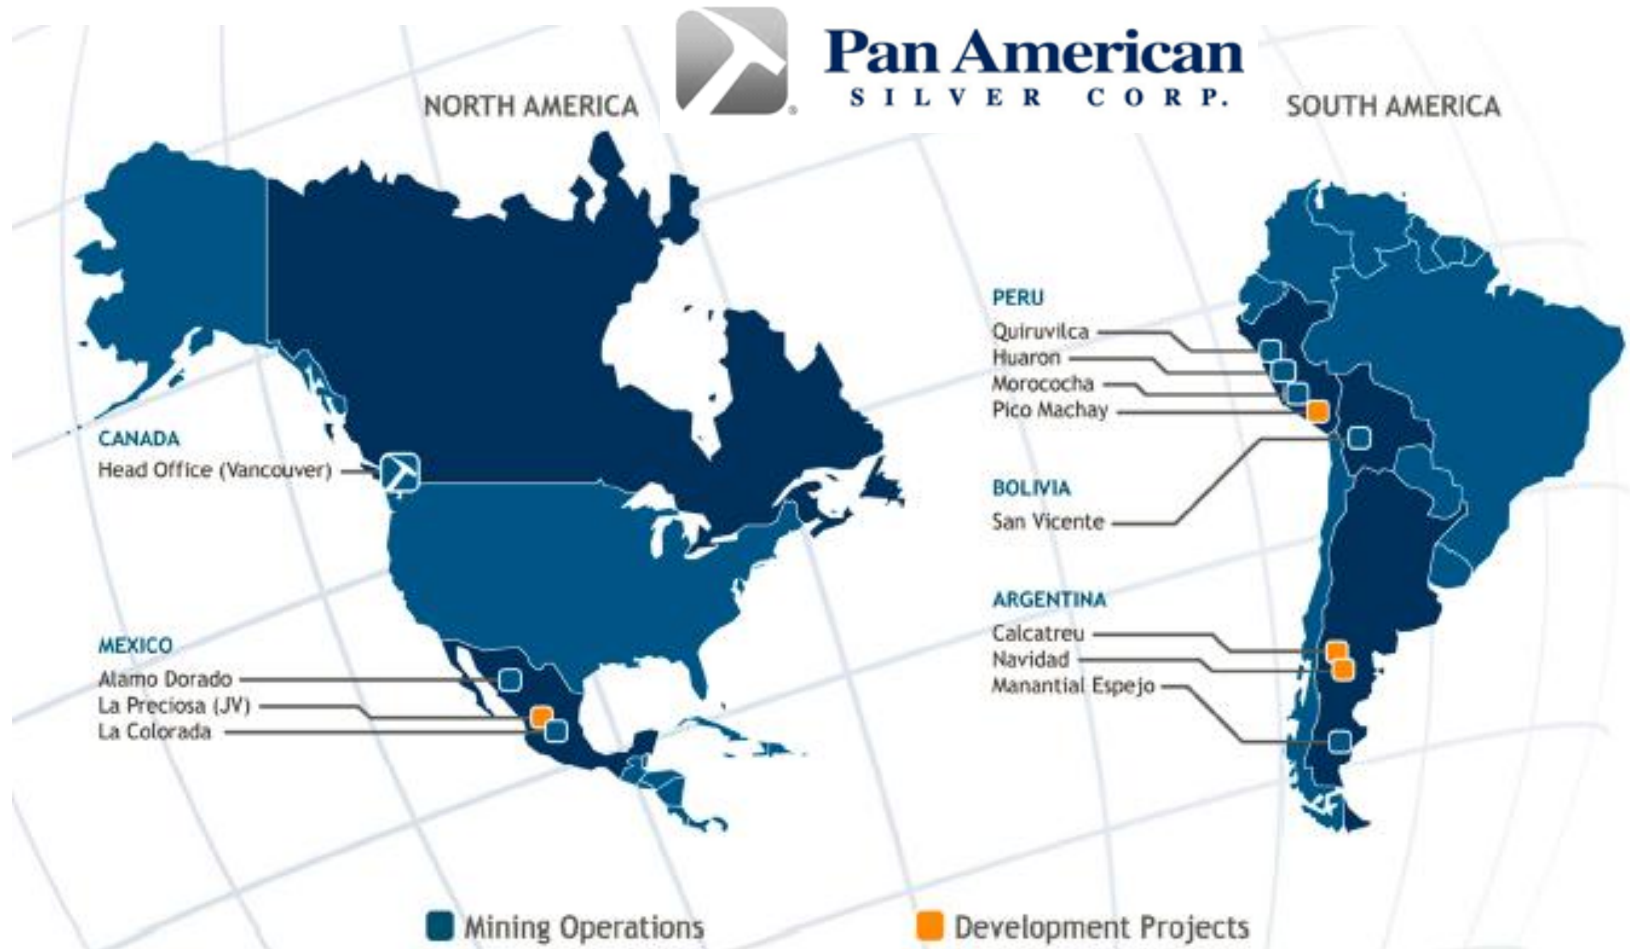 Pan American
SILVER CORP.
®
NORTH AMERICA
CANADA
Head Office (Vancouver)
MEXICO
Alamo Dorado
La Preciosa (JV)
La Colorada
SOUTH AMERICA
PERU
Quiruvilca
Huaron
Morococha
Pico Machay
BOLIVIA
San Vicente
ARGENTINA
Calcatreu
Navidad
Manantial Espejo
Mining Operations
Development Projects